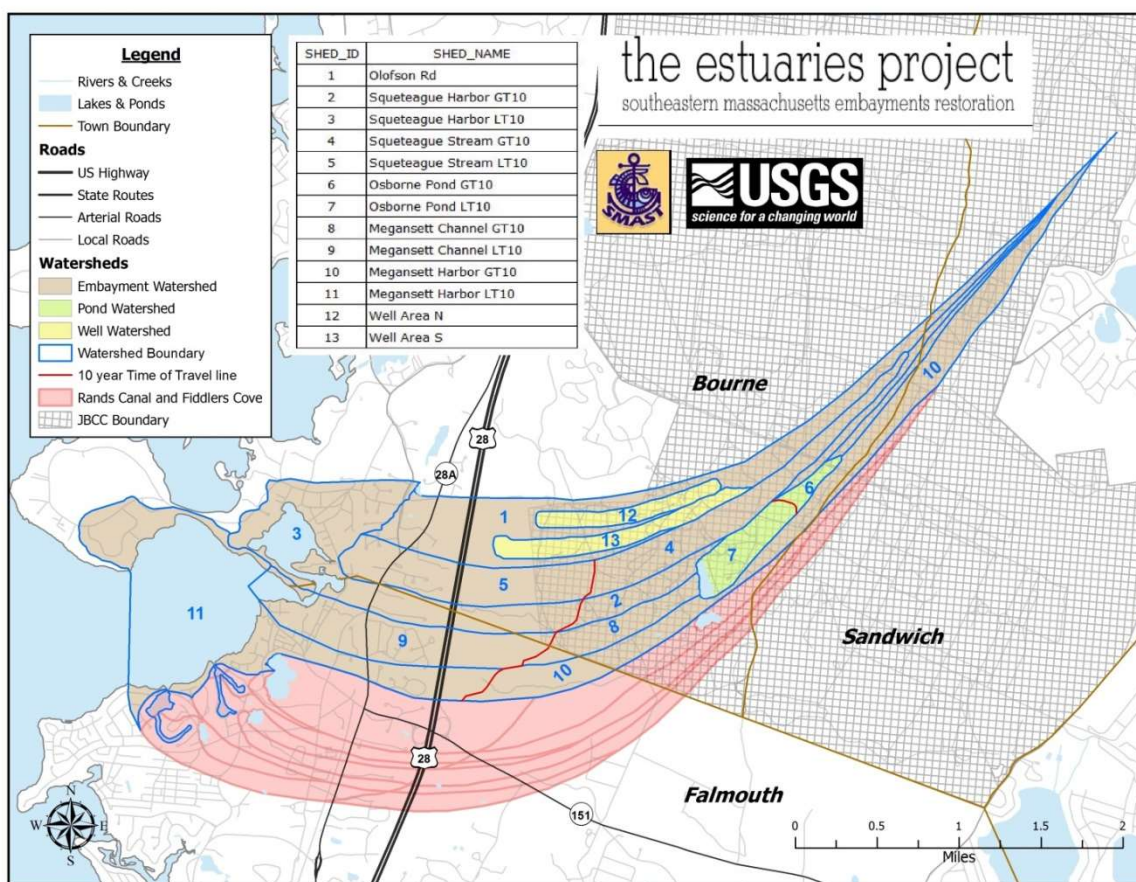 Legend
Rivers & Creeks
Lakes & Ponds
Town Boundary
Roads
US Highway
State Routes
Arterial Roads
Local Roads
Watersheds
Embayment Watershed
Pond Watershed
Well Watershed
Watershed Boundary
10 year Time of Travel line
Rands Canal and Fiddlers Cove
JBCC Boundary
SHED_ID SHED_NAME
1 Olofson Rd
2 Squeteague Harbor GT10
3 Squeteague Harbor LT10
4 Squeteague Stream GT10
5 Squeteague Stream LT10
6 Osborne Pond GT10
7 Osborne Pond LT10
8 Megansett Channel GT10
9 Megansett Channel LT10
10 Megansett Harbor GT10
11 Megansett Harbor LT10
12 Well Area N
13 Well Area S
the estuaries project
southeastern massachusetts embayments restoration
SMAST
USGS
science for a changing world
Bourne
10
28
28A
6
1
12
3
13
4
7
5
2
11
8
9
Sandwich
10
28
Falmouth
151
N
W E
S
0 0.5 1 1.5 2
Miles